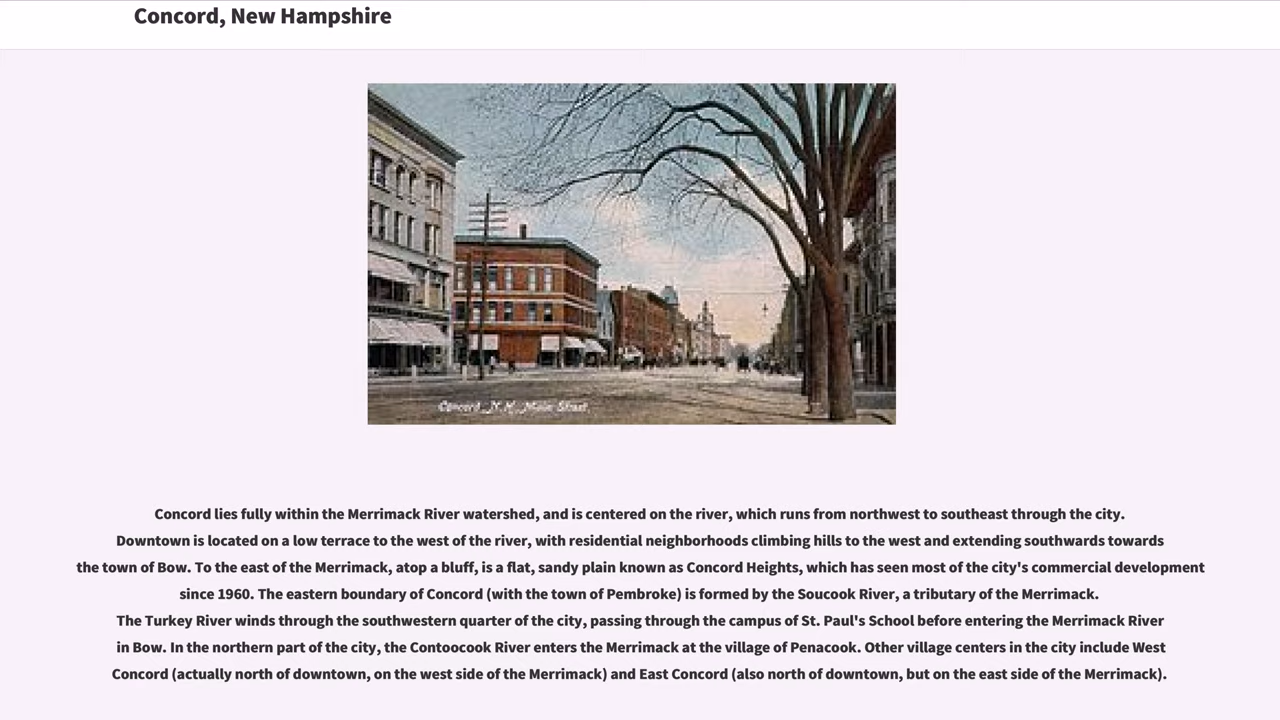 Concord, New Hampshire
Concord, N. H., Main Street.
Concord lies fully within the Merrimack River watershed, and is centered on the river, which runs from northwest to southeast through the city.
Downtown is located on a low terrace to the west of the river, with residential neighborhoods climbing hills to the west and extending southwards towards
the town of Bow. To the east of the Merrimack, atop a bluff, is a flat, sandy plain known as Concord Heights, which has seen most of the city's commercial development
since 1960. The eastern boundary of Concord (with the town of Pembroke) is formed by the Soucook River, a tributary of the Merrimack.
The Turkey River winds through the southwestern quarter of the city, passing through the campus of St. Paul's School before entering the Merrimack River
in Bow. In the northern part of the city, the Contoocook River enters the Merrimack at the village of Penacook. Other village centers in the city include West
Concord (actually north of downtown, on the west side of the Merrimack) and East Concord (also north of downtown, but on the east side of the Merrimack).